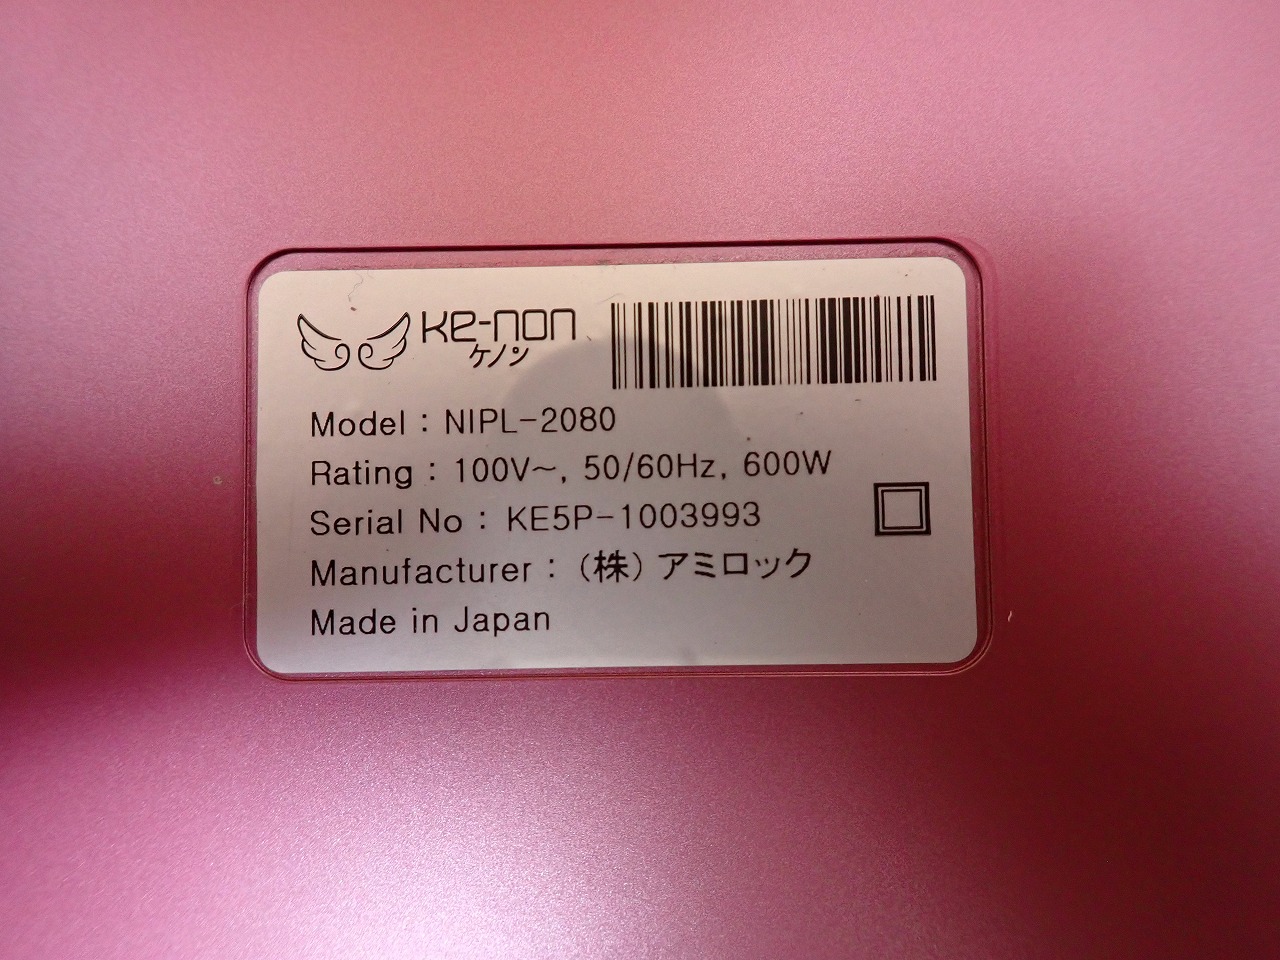 Ke-non
ケノン
Model : NIPL-2080
Rating : 100V~, 50/60Hz, 600W
Serial No : KE5P-1003993
Manufacturer : (株) アミロック
Made in Japan